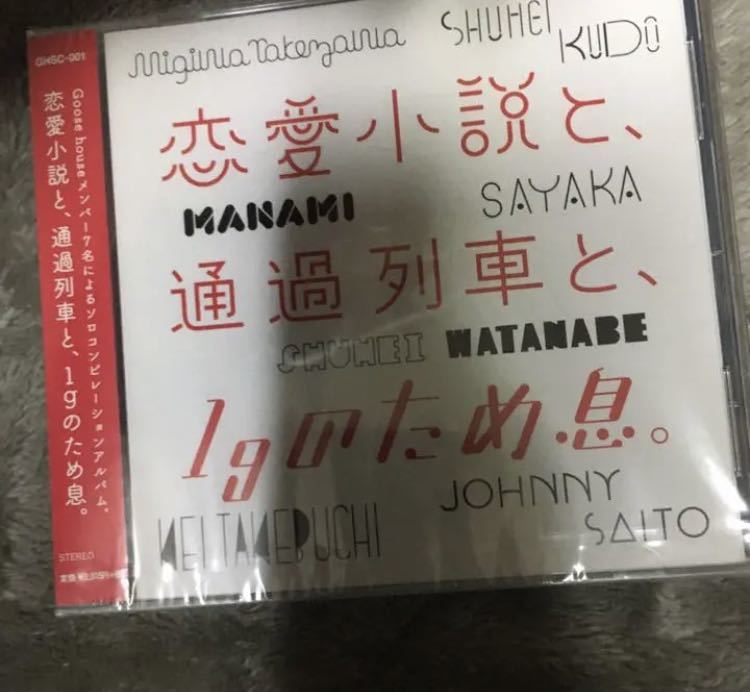 GHSC-001
Goose houseメンバー7名によるソロコンピレーションアルバム。
恋愛小説と、通過列車と、1gのため息。
STEREO
Migiwa Takezawa
SHUHEI
KUDO
恋愛小説と、
MANAMI
SAYAKA
通過列車と、
SHUHEI WATANABE
1gのため息。
KEI TAKEBUCHI
JOHNNY
SAITO